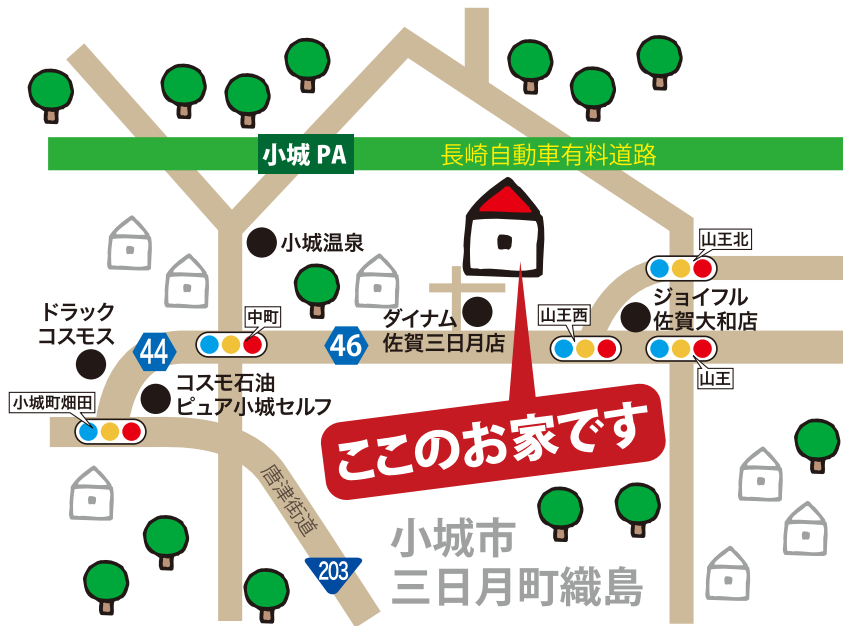 小城 PA
長崎自動車有料道路
小城温泉
山王北
ドラック
コスモス
44
中町
46
ダイナム
佐賀三日月店
山王西
ジョイフル
佐賀大和店
山王
小城町畑田
コスモ石油
ピュア小城セルフ
ここのお家です
唐津街道
203
小城市
三日月町織島